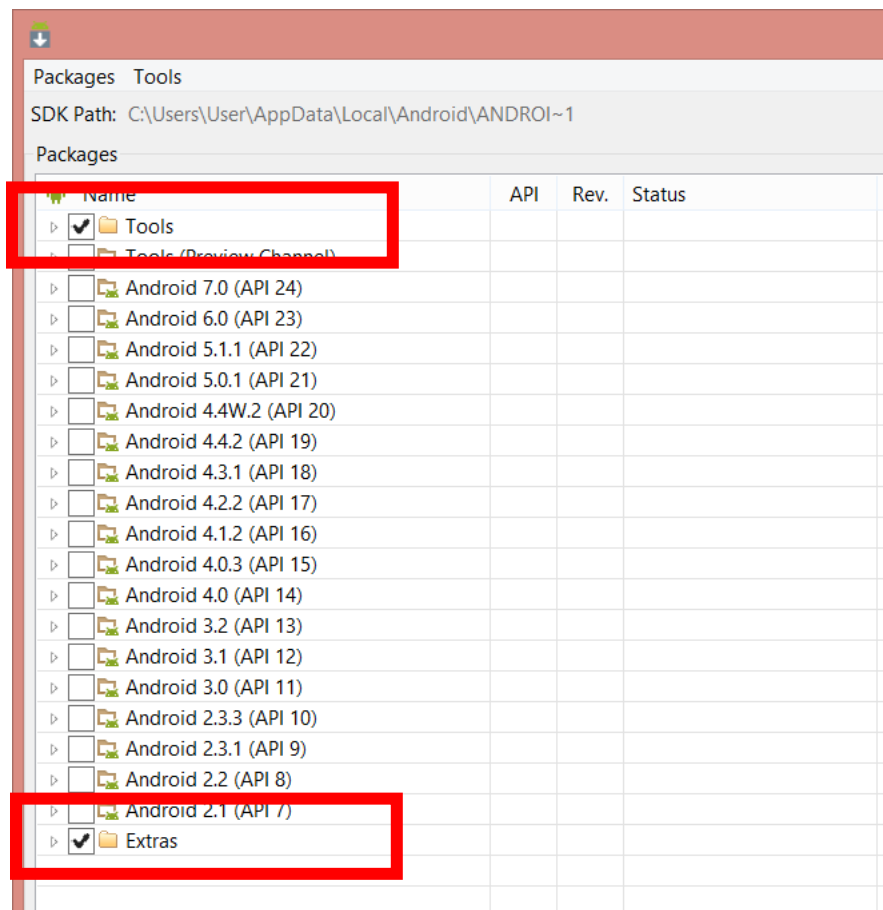 Packages Tools
SDK Path: C:\Users\User\AppData\Local\Android\ANDROI~1
Packages
Name API Rev. Status
Tools
Tools (Preview Channel)
Android 7.0 (API 24)
Android 6.0 (API 23)
Android 5.1.1 (API 22)
Android 5.0.1 (API 21)
Android 4.4W.2 (API 20)
Android 4.4.2 (API 19)
Android 4.3.1 (API 18)
Android 4.2.2 (API 17)
Android 4.1.2 (API 16)
Android 4.0.3 (API 15)
Android 4.0 (API 14)
Android 3.2 (API 13)
Android 3.1 (API 12)
Android 3.0 (API 11)
Android 2.3.3 (API 10)
Android 2.3.1 (API 9)
Android 2.2 (API 8)
Android 2.1 (API 7)
Extras